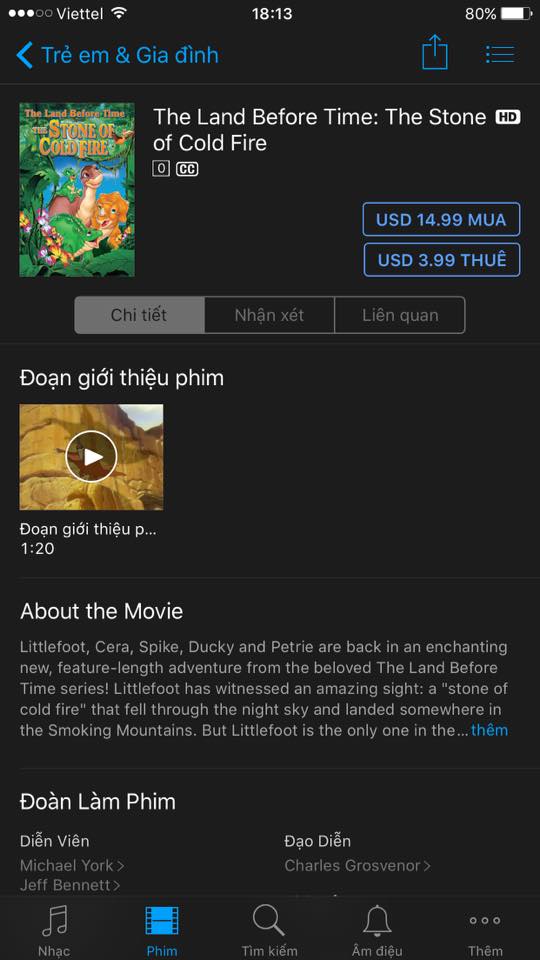 Viettel 18:13 80%
Trẻ em & Gia đình
The Land Before Time
THE STONE OF
COLD FIRE
The Land Before Time: The Stone HD
of Cold Fire
0 CC
USD 14.99 MUA
USD 3.99 THUÊ
Chi tiết Nhận xét Liên quan
Đoạn giới thiệu phim
Đoạn giới thiệu p...
1:20
About the Movie
Littlefoot, Cera, Spike, Ducky and Petrie are back in an enchanting
new, feature-length adventure from the beloved The Land Before
Time series! Littlefoot has witnessed an amazing sight: a "stone of
cold fire" that fell through the night sky and landed somewhere in
the Smoking Mountains. But Littlefoot is the only one in the... thêm
Đoàn Làm Phim
Diễn Viên Đạo Diễn
Michael York Charles Grosvenor
Jeff Bennett
Nhạc Phim Tìm kiếm Âm điệu Thêm